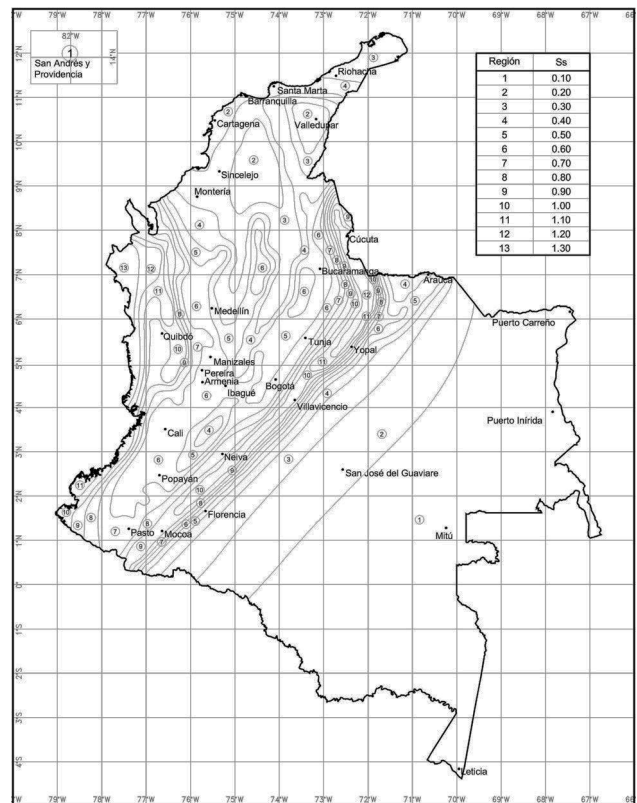 82°W
1
14°N
San Andrés y
Providencia
Región Ss
1 0.10
2 0.20
3 0.30
4 0.40
5 0.50
6 0.60
7 0.70
8 0.80
9 0.90
10 1.00
11 1.10
12 1.20
13 1.30
12°N
11°N
10°N
9°N
8°N
7°N
6°N
5°N
4°N
3°N
2°N
1°N
0°
1°S
2°S
3°S
4°S
Riohacha
Santa Marta
Barranquilla
Cartagena
Valledupar
Sincelejo
Montería
Cúcuta
Bucaramanga
Arauca
Puerto Carreño
Medellín
Quibdó
Tunja
Yopal
Manizales
Pereira
Armenia
Ibagué
Bogotá
Villavicencio
Puerto Inírida
Cali
Neiva
San José del Guaviare
Popayán
Florencia
Pasto
Mocoa
Mitú
Leticia
79°W 78°W 77°W 76°W 75°W 74°W 73°W 72°W 71°W 70°W 69°W 68°W 67°W